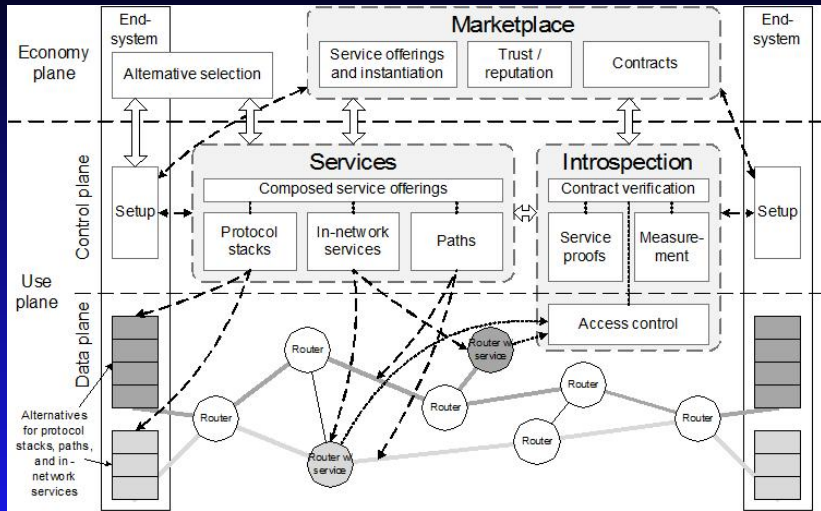 End-
system
Economy
plane
Alternative selection
Marketplace
Service offerings
and instantiation
Trust /
reputation
Contracts
End-
system
Use
plane
Control plane
Setup
Services
Composed service offerings
Protocol
stacks
In-network
services
Paths
Introspection
Contract verification
Service
proofs
Measure-
ment
Setup
Data plane
Access control
Router
Router w.
service
Router
Router
Router
Router w.
service
Router
Router
Alternatives
for protocol
stacks, paths,
and in-
network
services